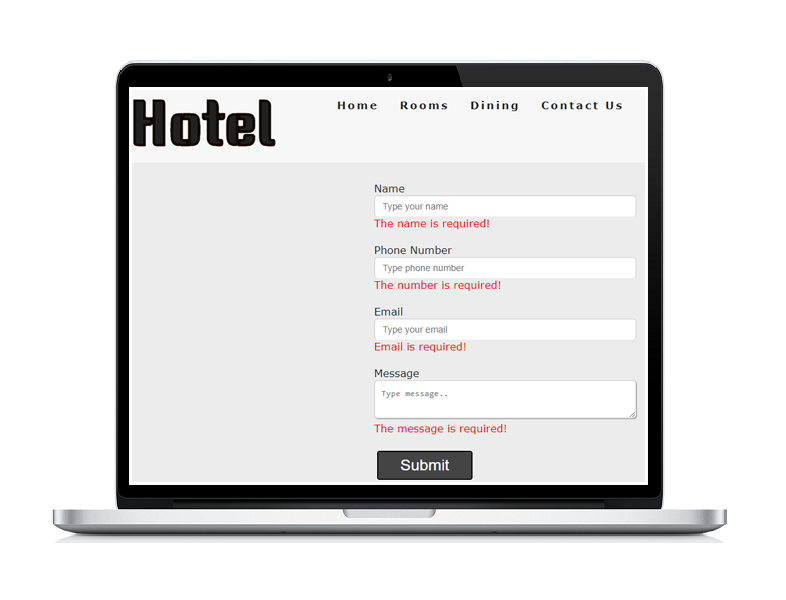 Hotel
Home Rooms Dining Contact Us
Name
Type your name
The name is required!
Phone Number
Type phone number
The number is required!
Email
Type your email
Email is required!
Message
Type message..
The message is required!
Submit